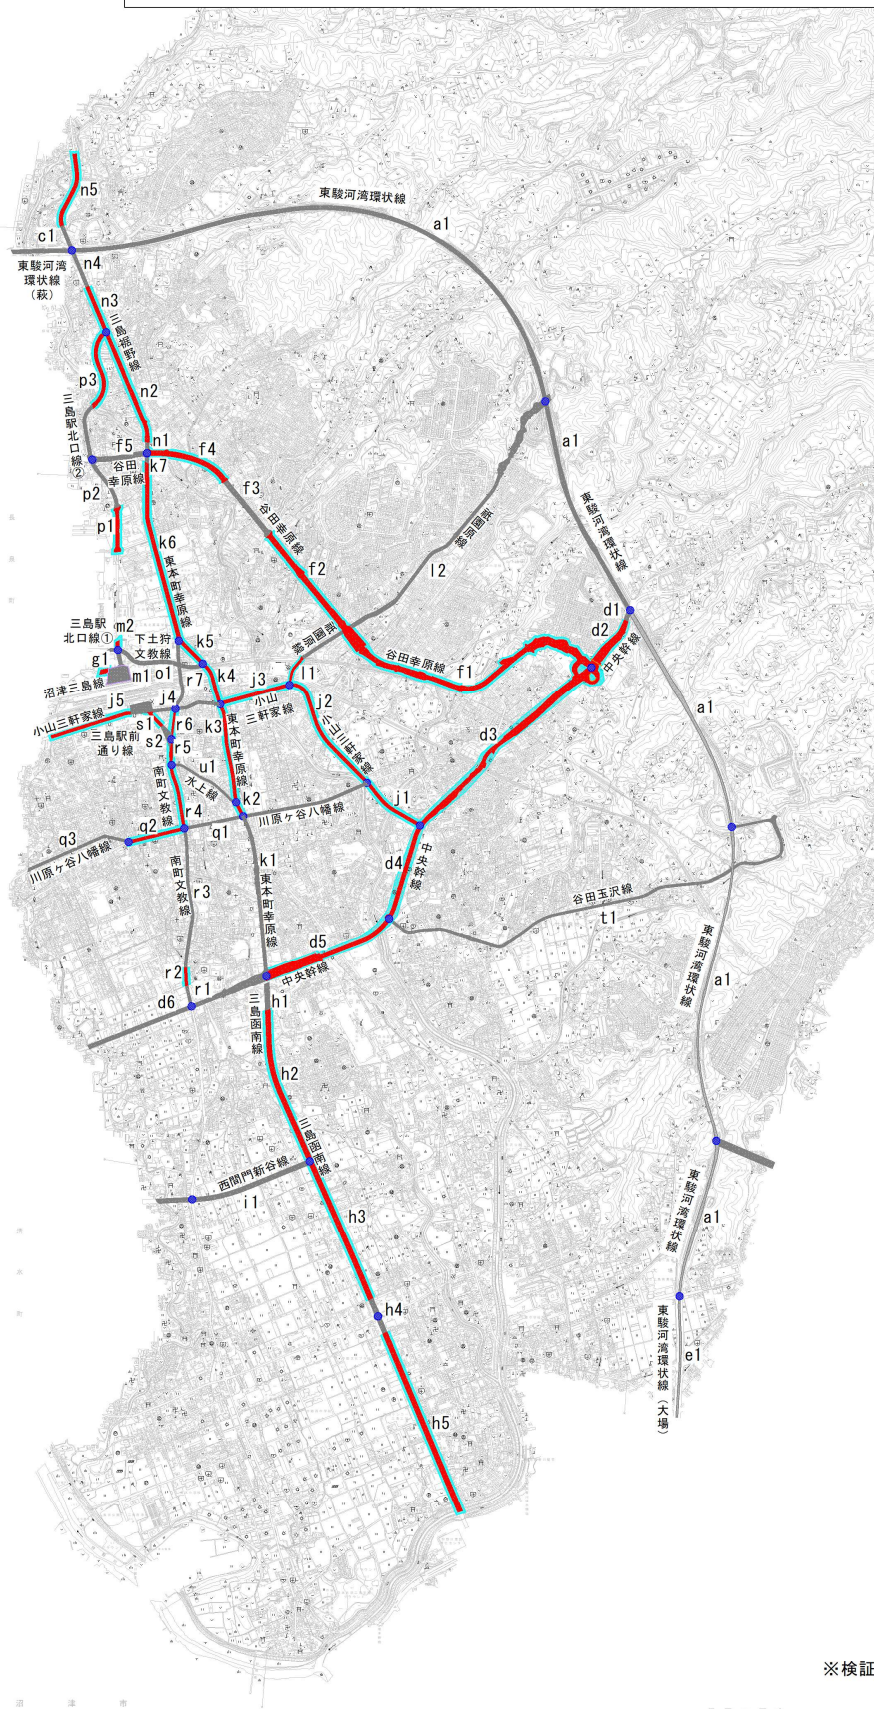 n5
東駿河湾環状線
a1
c1
n4
東駿河湾
環状線
(萩)
n3
三島裾野線
p3
n2
三島駅北口線②
a1
n1
f4
f5
k7
谷田
幸原線
f3
p2
谷田幸原線
祇園原線
東駿河湾環状線
p1
k6
f2
l2
東本町幸原線
d1
三島駅
北口線①
m2
下土狩
文教線
祇園原線
d2
k5
谷田幸原線
中央幹線
g1
m1
o1
r7
l1
f1
沼津三島線
k4
j3
j5
j4
小山
三軒家線
j2
a1
小山三軒家線
s1
r6
k3
三島駅前
通り線
s2
r5
東本町幸原線
小山三軒家線
d3
u1
水上線
南町文教線
k2
j1
r4
川原ヶ谷八幡線
q3
q2
q1
川原ヶ谷八幡線
k1
d4
中央幹線
南町文教線
r3
東本町幸原線
谷田玉沢線
t1
d5
東駿河湾環状線
r2
中央幹線
a1
d6
r1
h1
三島函南線
h2
三島函南線
西間門新谷線
i1
東駿河湾環状線
h3
a1
h4
東駿河湾環状線(大場)
e1
h5
※検証
沼津市